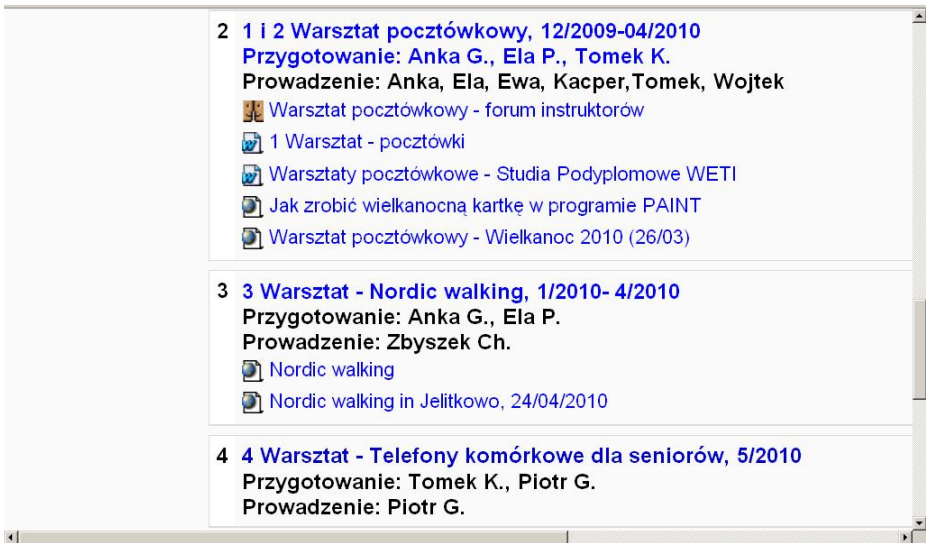 2 1 i 2 Warsztat pocztówkowy, 12/2009-04/2010
Przygotowanie: Anka G., Ela P., Tomek K.
Prowadzenie: Anka, Ela, Ewa, Kacper,Tomek, Wojtek
Warsztat pocztówkowy - forum instruktorów
1 Warsztat - pocztówki
Warsztaty pocztówkowe - Studia Podyplomowe WETI
Jak zrobić wielkanocną kartkę w programie PAINT
Warsztat pocztówkowy - Wielkanoc 2010 (26/03)
3 3 Warsztat - Nordic walking, 1/2010- 4/2010
Przygotowanie: Anka G., Ela P.
Prowadzenie: Zbyszek Ch.
Nordic walking
Nordic walking in Jelitkowo, 24/04/2010
4 4 Warsztat - Telefony komórkowe dla seniorów, 5/2010
Przygotowanie: Tomek K., Piotr G.
Prowadzenie: Piotr G.